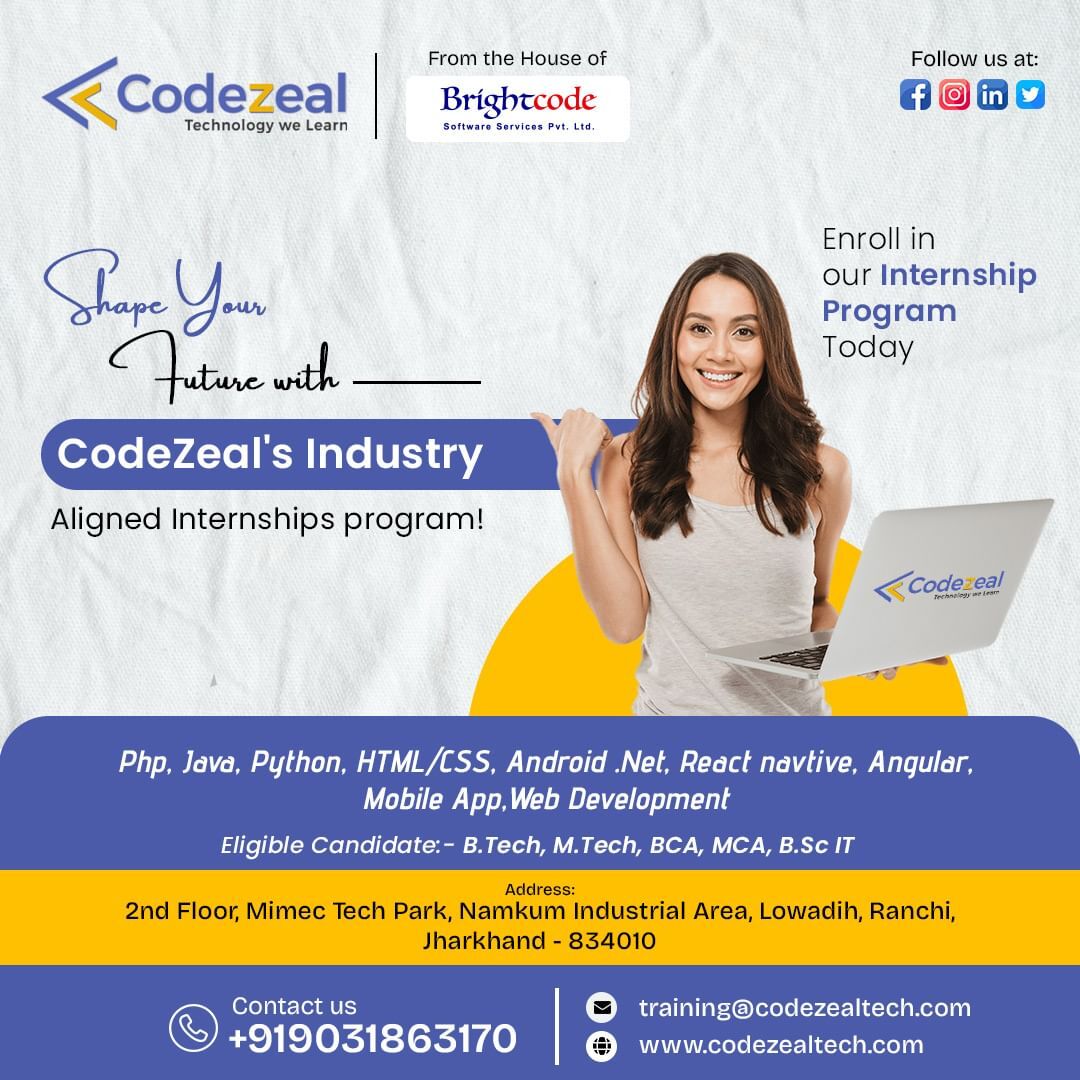 Codezeal
Technology we Learn
From the House of
Brightcode
Software Services Pvt. Ltd.
Follow us at:
Shape Your
Future with
CodeZeal's Industry
Aligned Internships program!
Enroll in
our Internship
Program
Today
Codezeal
Technology we Learn
Php, Java, Python, HTML/CSS, Android .Net, React navtive, Angular,
Mobile App,Web Development
Eligible Candidate:- B.Tech, M.Tech, BCA, MCA, B.Sc IT
Address:
2nd Floor, Mimec Tech Park, Namkum Industrial Area, Lowadih, Ranchi,
Jharkhand - 834010
Contact us
+919031863170
training@codezealtech.com
www.codezealtech.com